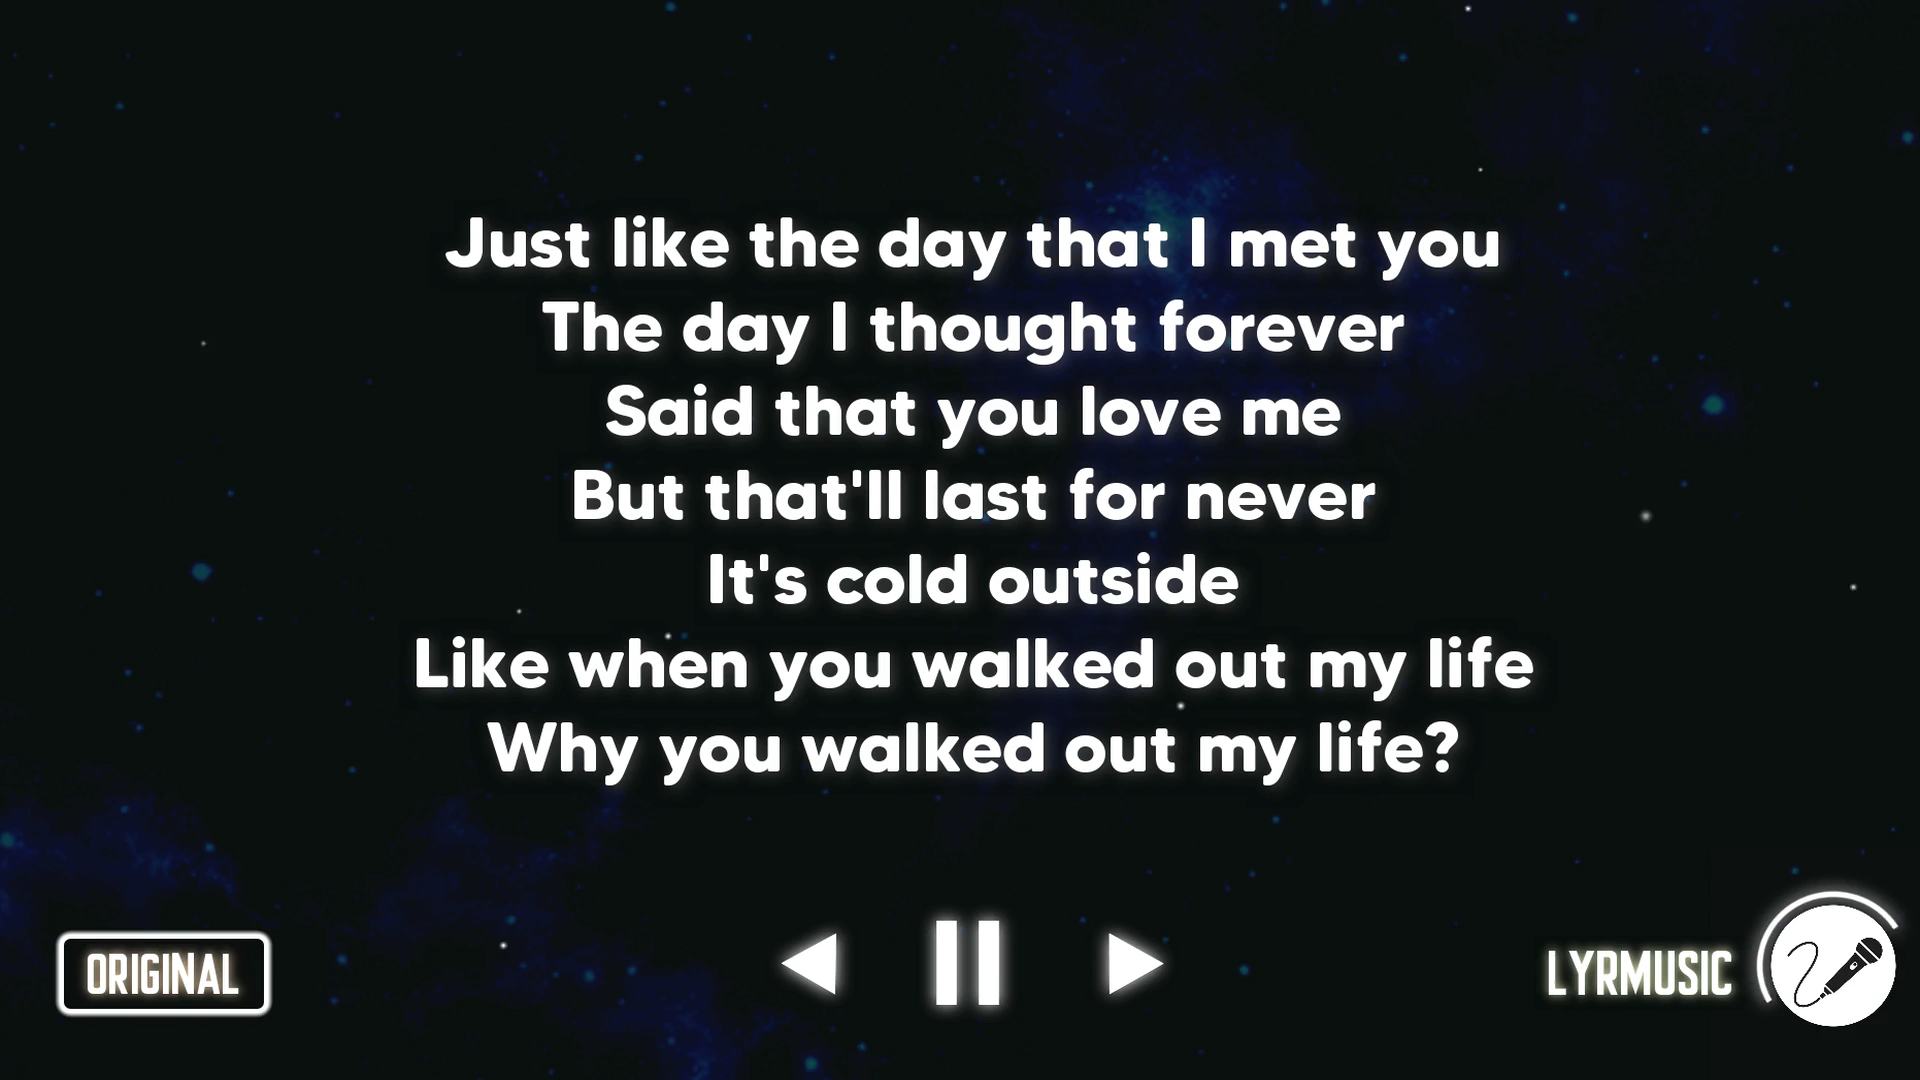 Just like the day that I met you
The day I thought forever
Said that you love me
But that'll last for never
It's cold outside
Like when you walked out my life
Why you walked out my life?
ORIGINAL
LYRMUSIC